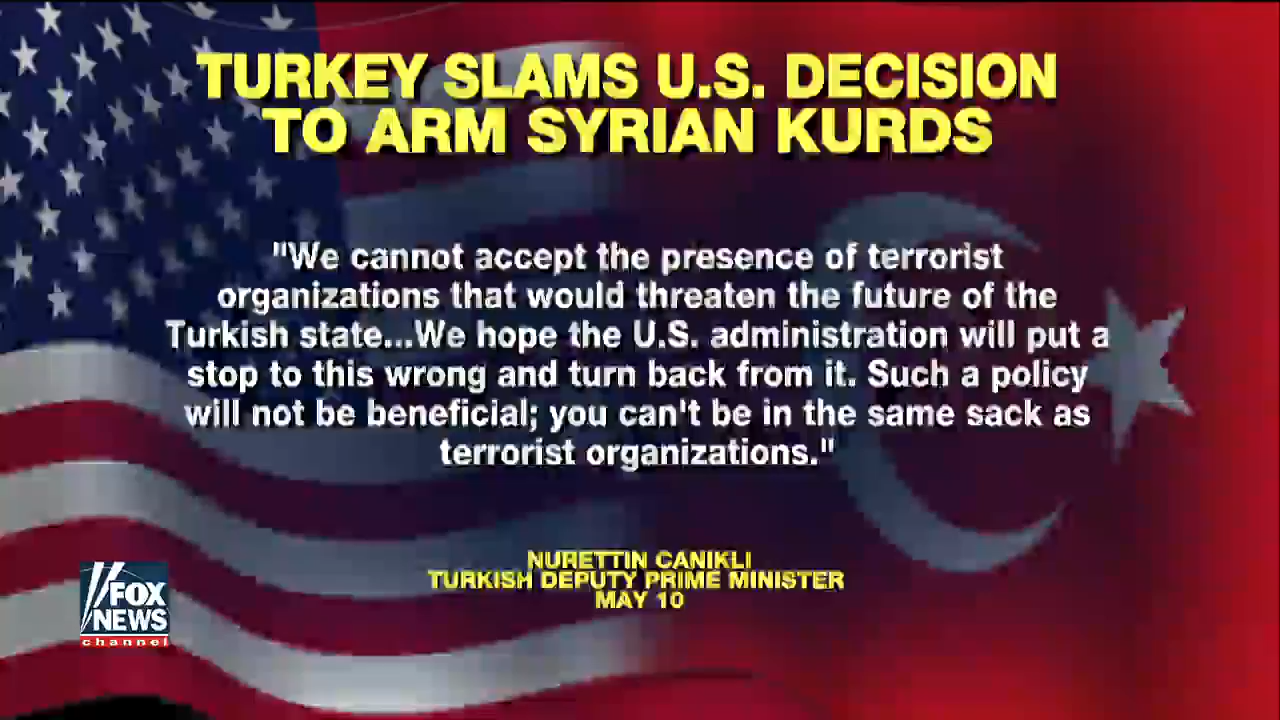 TURKEY SLAMS U.S. DECISION
TO ARM SYRIAN KURDS
"We cannot accept the presence of terrorist
organizations that would threaten the future of the
Turkish state...We hope the U.S. administration will put a
stop to this wrong and turn back from it. Such a policy
will not be beneficial; you can't be in the same sack as
terrorist organizations."
NURETTIN CANIKLI
TURKISH DEPUTY PRIME MINISTER
MAY 10
FOX
NEWS
channel